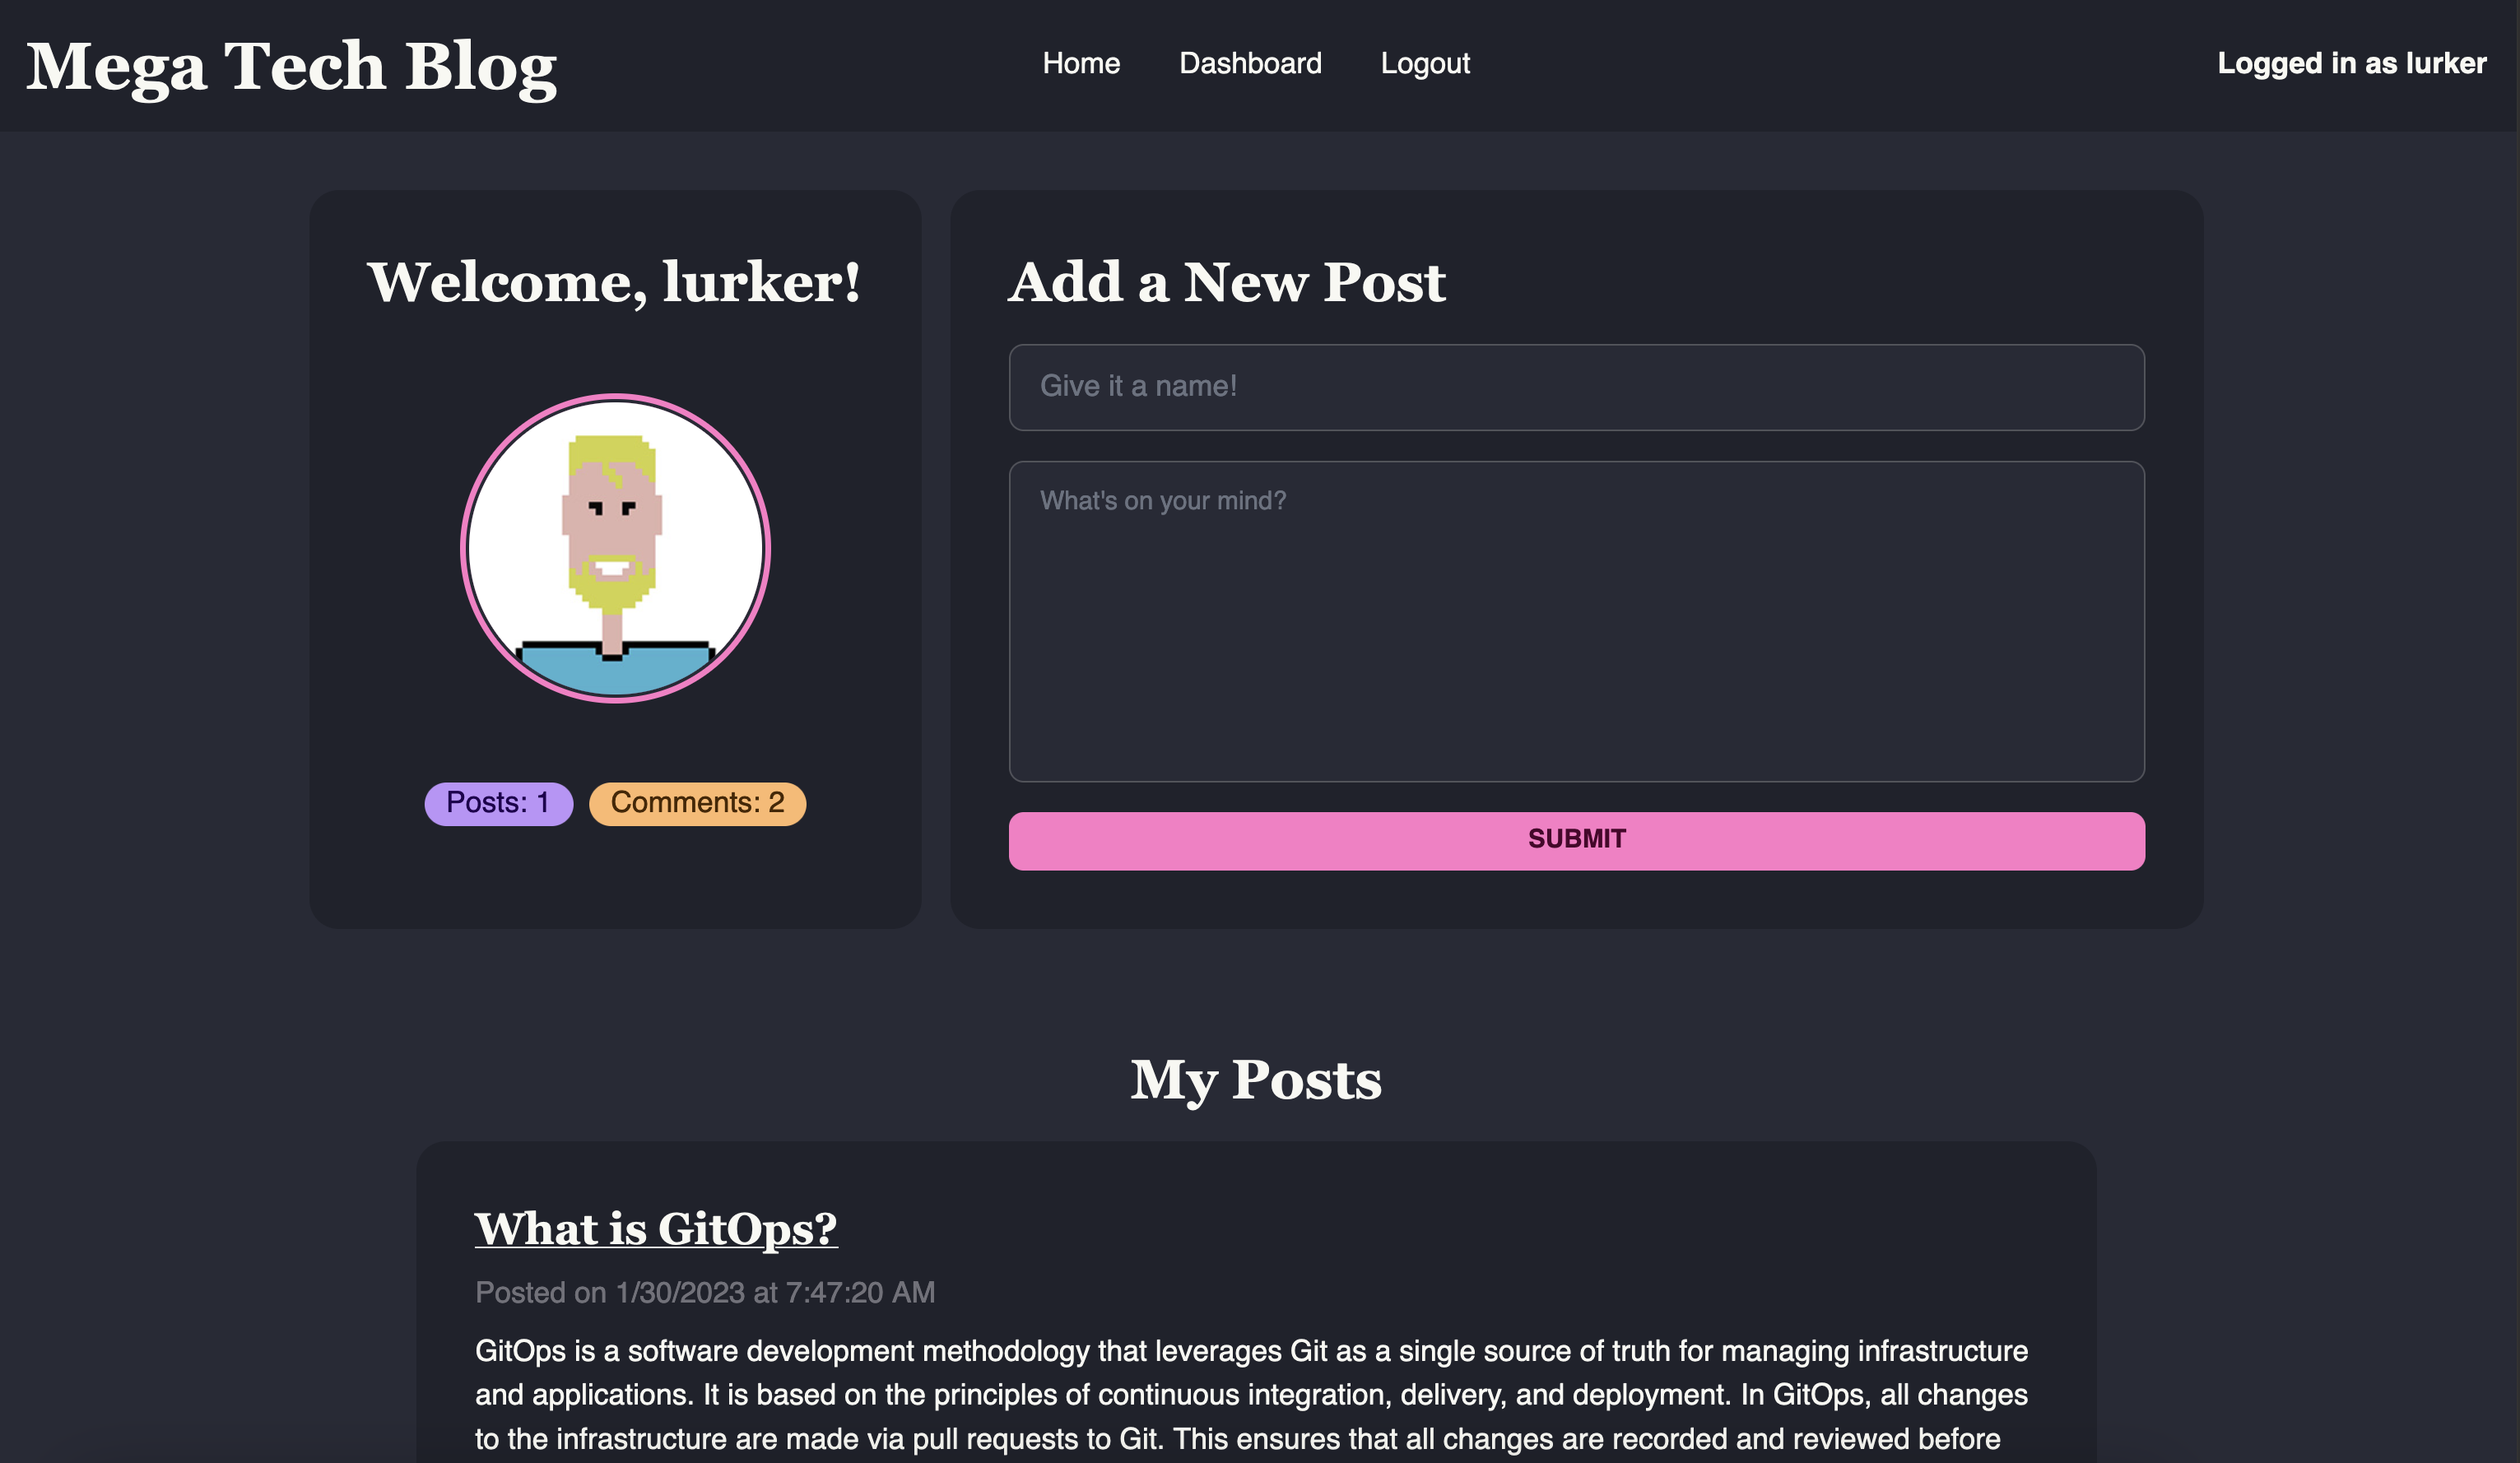 Mega Tech Blog
Home Dashboard Logout
Logged in as lurker
Welcome, lurker!
Posts: 1 Comments: 2
Add a New Post
Give it a name!
What's on your mind?
SUBMIT
My Posts
What is GitOps?
Posted on 1/30/2023 at 7:47:20 AM
GitOps is a software development methodology that leverages Git as a single source of truth for managing infrastructure
and applications. It is based on the principles of continuous integration, delivery, and deployment. In GitOps, all changes
to the infrastructure are made via pull requests to Git. This ensures that all changes are recorded and reviewed before